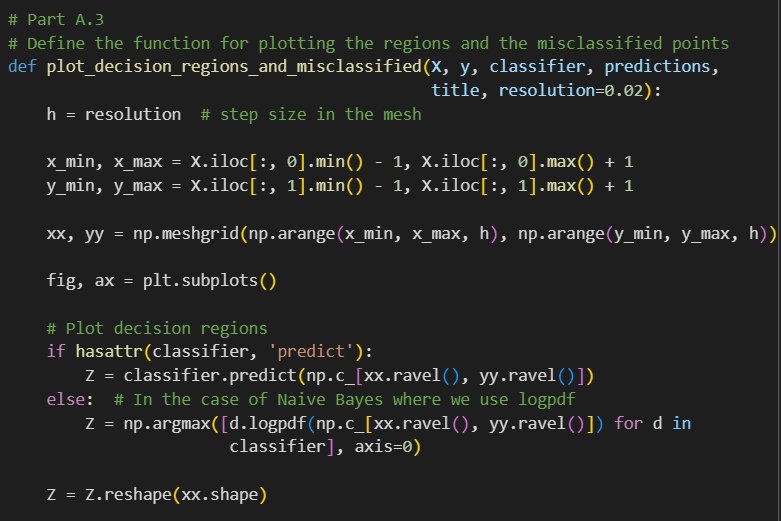 # Part A.3
# Define the function for plotting the regions and the misclassified points
def plot_decision_regions_and_misclassified(X, y, classifier, predictions,
                                            title, resolution=0.02):
    h = resolution  # step size in the mesh

    x_min, x_max = X.iloc[:, 0].min() - 1, X.iloc[:, 0].max() + 1
    y_min, y_max = X.iloc[:, 1].min() - 1, X.iloc[:, 1].max() + 1

    xx, yy = np.meshgrid(np.arange(x_min, x_max, h), np.arange(y_min, y_max, h))

    fig, ax = plt.subplots()

    # Plot decision regions
    if hasattr(classifier, 'predict'):
        Z = classifier.predict(np.c_[xx.ravel(), yy.ravel()])
    else:  # In the case of Naive Bayes where we use logpdf
        Z = np.argmax([d.logpdf(np.c_[xx.ravel(), yy.ravel()]) for d in
                       classifier], axis=0)

    Z = Z.reshape(xx.shape)